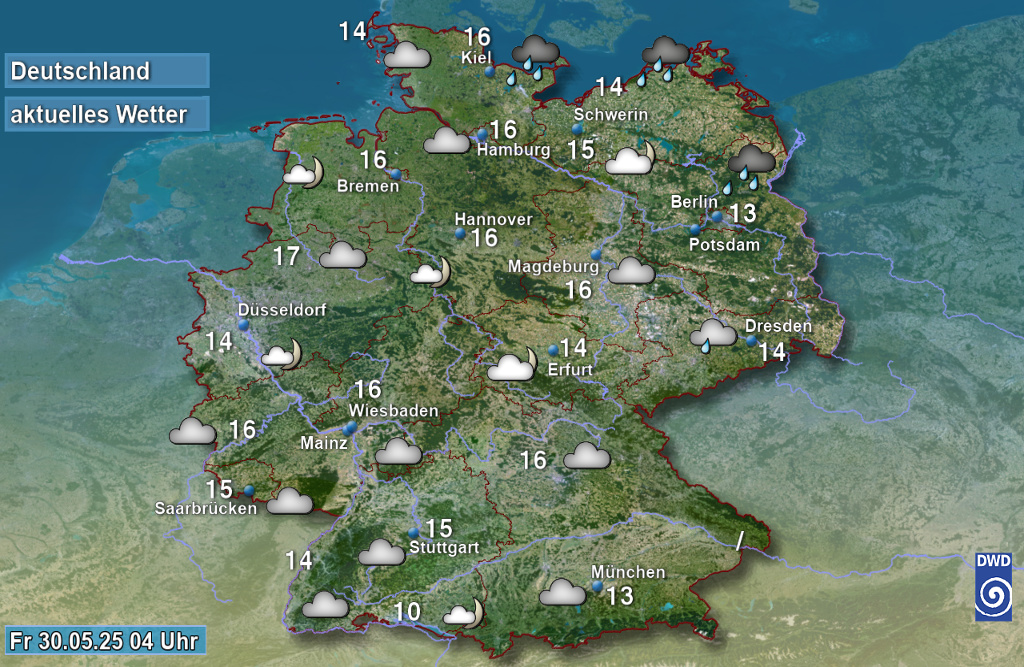 14
16
Kiel
Deutschland
14
aktuelles Wetter
Schwerin
16
Hamburg
15
16
Bremen
Berlin
13
Hannover
16
Potsdam
17
Magdeburg
16
Düsseldorf
Dresden
14
14
14
Erfurt
16
Wiesbaden
16
Mainz
16
15
Saarbrücken
15
Stuttgart
14
/
DWD
München
13
10
Fr 30.05.25 04 Uhr